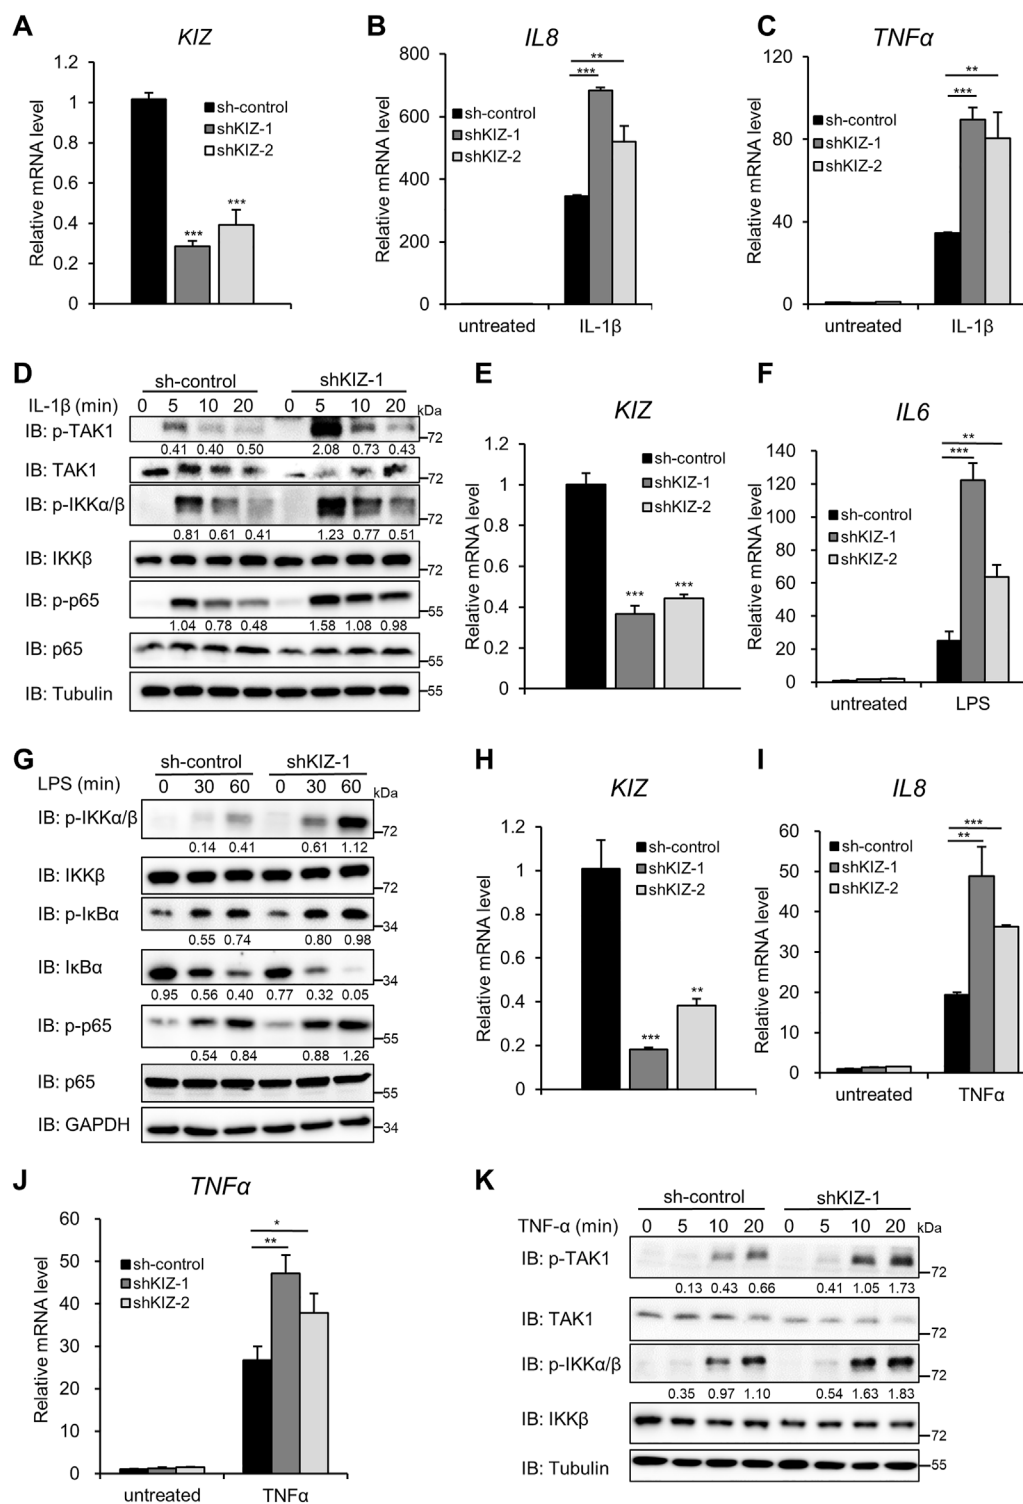 A
KIZ
Relative mRNA level
1.2
1
0.8
0.6
0.4
0.2
0
sh-control
shKIZ-1
shKIZ-2
***
***
B
IL8
Relative mRNA level
800
600
400
200
0
sh-control
shKIZ-1
shKIZ-2
**
***
untreated IL-1β
C
TNFα
Relative mRNA level
120
80
40
0
sh-control
shKIZ-1
shKIZ-2
**
***
untreated IL-1β
D
sh-control shKIZ-1
IL-1β (min) 0 5 10 20 0 5 10 20 kDa
IB: p-TAK1 72
0.41 0.40 0.50 2.08 0.73 0.43
IB: TAK1
IB: p-IKKα/β 72
0.81 0.61 0.41 1.23 0.77 0.51
IB: IKKβ 72
IB: p-p65 55
1.04 0.78 0.48 1.58 1.08 0.98
IB: p65 55
IB: Tubulin 55
E
KIZ
Relative mRNA level
1.2
1
0.8
0.6
0.4
0.2
0
sh-control
shKIZ-1
shKIZ-2
***
***
F
IL6
Relative mRNA level
140
120
100
80
60
40
20
0
sh-control
shKIZ-1
shKIZ-2
**
***
untreated LPS
G
sh-control shKIZ-1
LPS (min) 0 30 60 0 30 60 kDa
IB: p-IKKα/β 72
0.14 0.41 0.61 1.12
IB: IKKβ 72
IB: p-IκBα 34
0.55 0.74 0.80 0.98
IB: IκBα 34
0.95 0.56 0.40 0.77 0.32 0.05
IB: p-p65 55
0.54 0.84 0.88 1.26
IB: p65 55
IB: GAPDH 34
H
KIZ
Relative mRNA level
1.2
1
0.8
0.6
0.4
0.2
0
sh-control
shKIZ-1
shKIZ-2
***
**
I
IL8
Relative mRNA level
60
50
40
30
20
10
0
sh-control
shKIZ-1
shKIZ-2
***
**
untreated TNFα
J
TNFα
Relative mRNA level
60
50
40
30
20
10
0
sh-control
shKIZ-1
shKIZ-2
*
**
untreated TNFα
K
sh-control shKIZ-1
TNF-α (min) 0 5 10 20 0 5 10 20 kDa
IB: p-TAK1 72
0.13 0.43 0.66 0.41 1.05 1.73
IB: TAK1 72
IB: p-IKKα/β 72
0.35 0.97 1.10 0.54 1.63 1.83
IB: IKKβ 72
IB: Tubulin 55